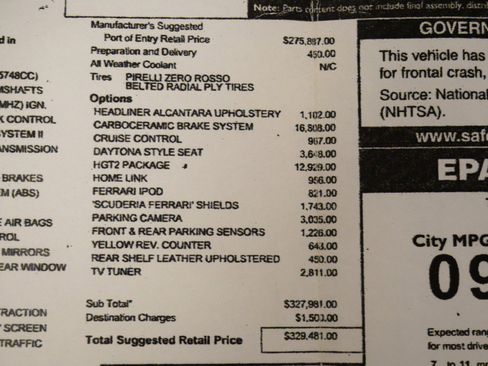 Note: Parts content does not include final assembly, distri
Manufacturer's Suggested
Port of Entry Retail Price $275,887.00
Preparation and Delivery 450.00
All Weather Coolant N/C
Tires PIRELLI ZERO ROSSO
BELTED RADIAL PLY TIRES
Options
HEADLINER ALCANTARA UPHOLSTERY 1,102.00
CARBOCERAMIC BRAKE SYSTEM 16,808.00
CRUISE CONTROL 967.00
DAYTONA STYLE SEAT 3,648.00
HGT2 PACKAGE 12,929.00
HOME LINK 956.00
FERRARI IPOD 821.00
'SCUDERIA FERRARI' SHIELDS 1,743.00
PARKING CAMERA 3,035.00
FRONT & REAR PARKING SENSORS 1,226.00
YELLOW REV. COUNTER 643.00
REAR SHELF LEATHER UPHOLSTERED 450.00
TV TUNER 2,811.00
Sub Total* $327,981.00
Destination Charges $1,500.00
Total Suggested Retail Price $329,481.00
d in
5748CC)
MSHAFTS
MHZ) IGN.
K CONTROL
YSTEM II
ANSMISSION
BRAKES
EM (ABS)
E AIR BAGS
ROL
MIRRORS
EAR WINDOW
RACTION
SCREEN
TRAFFIC
GOVERN
This vehicle has
for frontal crash,
Source: National
(NHTSA).
www.saf
EPA
City MPG
09
Expected rang
for most drive
7 to 11 m